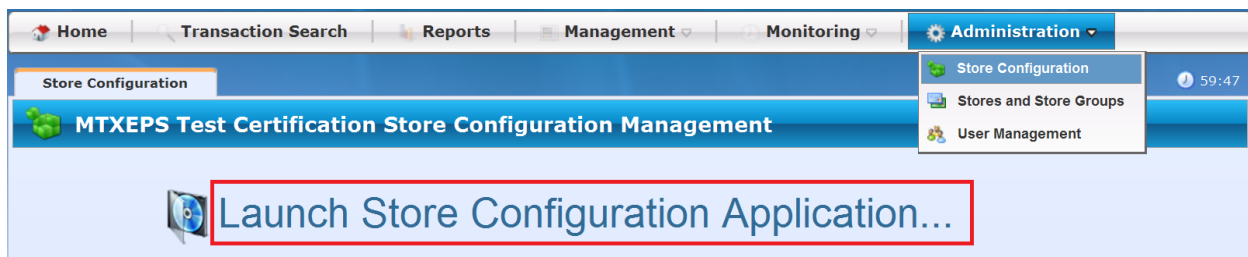 Home Transaction Search Reports Management Monitoring Administration
Store Configuration
Stores and Store Groups
User Management
Store Configuration
59:47
MTXEPS Test Certification Store Configuration Management
Launch Store Configuration Application...